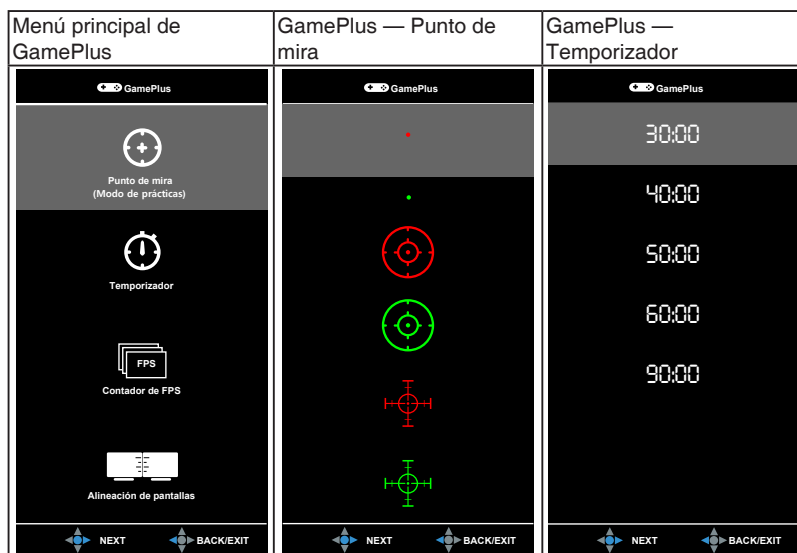 Menú principal de
GamePlus
GamePlus — Punto de
mira
GamePlus —
Temporizador
GamePlus
Punto de mira
(Modo de prácticas)
Temporizador
FPS
Contador de FPS
Alineación de pantallas
NEXT BACK/EXIT
GamePlus
NEXT BACK/EXIT
GamePlus
30:00
40:00
50:00
60:00
90:00
NEXT BACK/EXIT